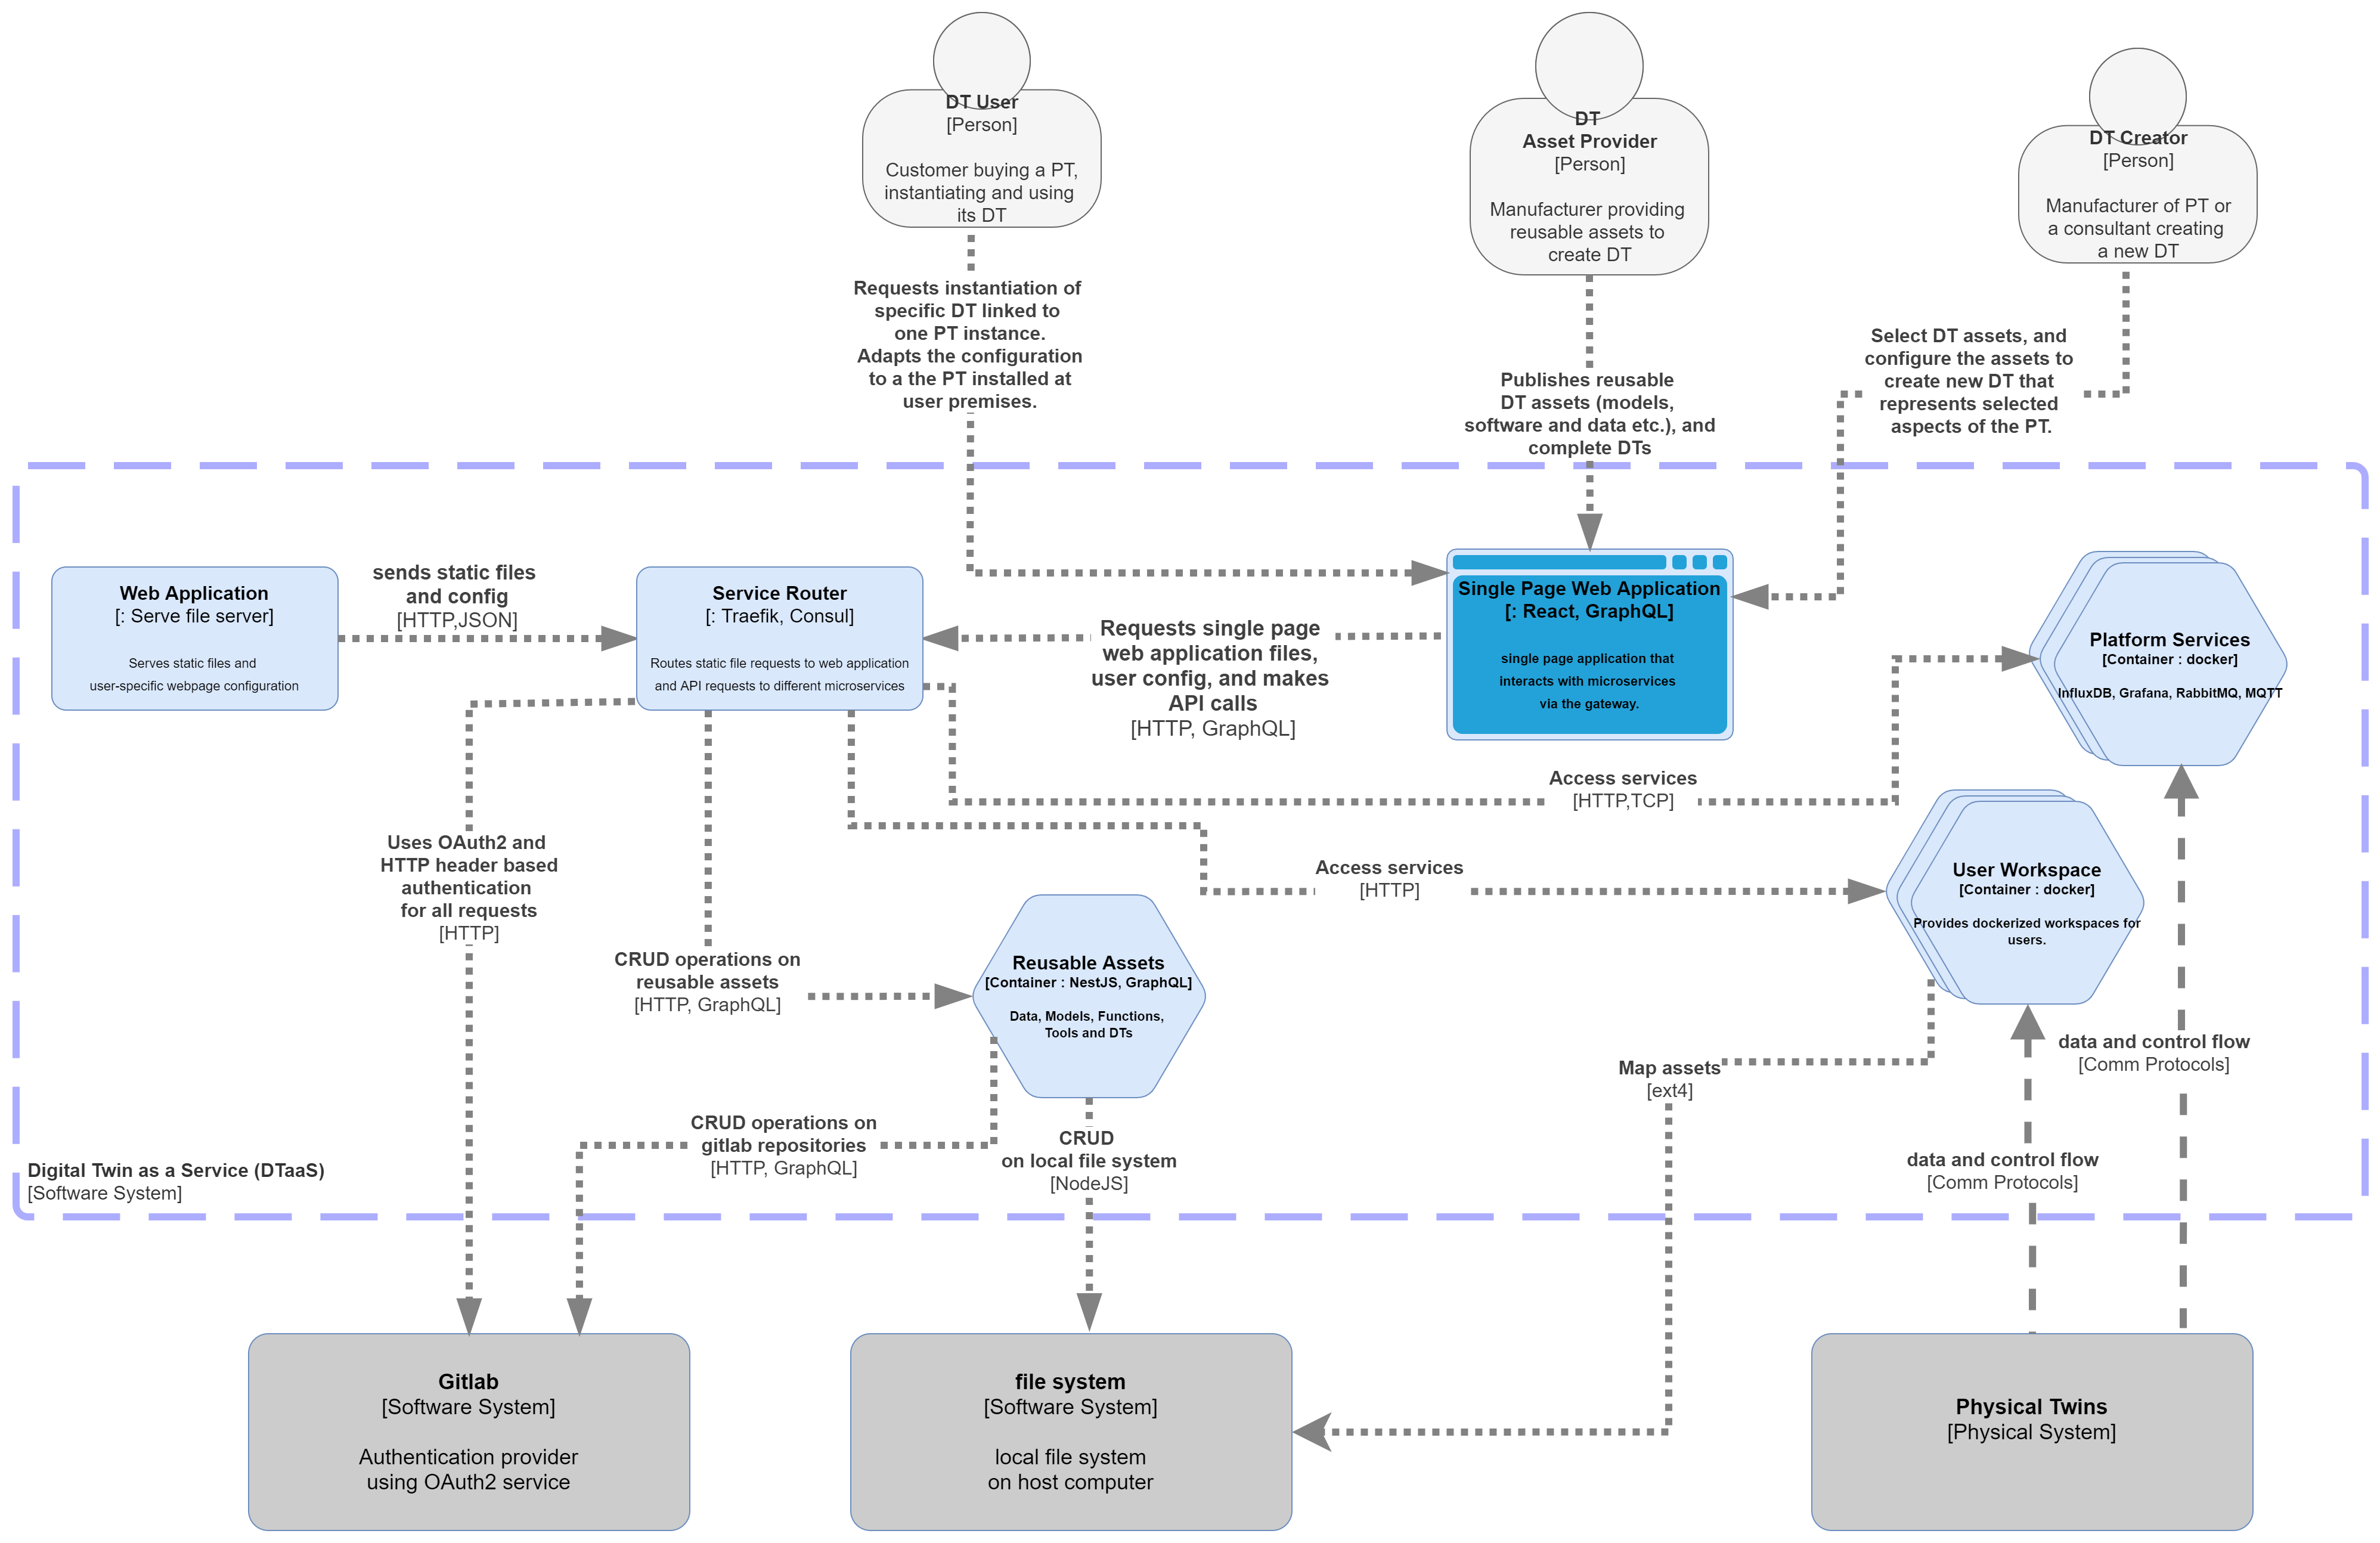 DT User
[Person]
Customer buying a PT,
instantiating and using
its DT
DT
Asset Provider
[Person]
Manufacturer providing
reusable assets to
create DT
DT Creator
[Person]
Manufacturer of PT or
a consultant creating
a new DT
Requests instantiation of
specific DT linked to
one PT instance.
Adapts the configuration
to a the PT installed at
user premises.
Publishes reusable
DT assets (models,
software and data etc.), and
complete DTs
Select DT assets, and
configure the assets to
create new DT that
represents selected
aspects of the PT.
Web Application
[: Serve file server]
Serves static files and
user-specific webpage configuration
sends static files
and config
[HTTP,JSON]
Service Router
[: Traefik, Consul]
Routes static file requests to web application
and API requests to different microservices
Requests single page
web application files,
user config, and makes
API calls
[HTTP, GraphQL]
Single Page Web Application
[: React, GraphQL]
single page application that
interacts with microservices
via the gateway.
Platform Services
[Container : docker]
InfluxDB, Grafana, RabbitMQ, MQTT
Access services
[HTTP,TCP]
Uses OAuth2 and
HTTP header based
authentication
for all requests
[HTTP]
Access services
[HTTP]
User Workspace
[Container : docker]
Provides dockerized workspaces for
users.
CRUD operations on
reusable assets
[HTTP, GraphQL]
Reusable Assets
[Container : NestJS, GraphQL]
Data, Models, Functions,
Tools and DTs
Map assets
[ext4]
data and control flow
[Comm Protocols]
CRUD operations on
gitlab repositories
[HTTP, GraphQL]
CRUD
on local file system
[NodeJS]
data and control flow
[Comm Protocols]
Digital Twin as a Service (DTaaS)
[Software System]
Gitlab
[Software System]
Authentication provider
using OAuth2 service
file system
[Software System]
local file system
on host computer
Physical Twins
[Physical System]